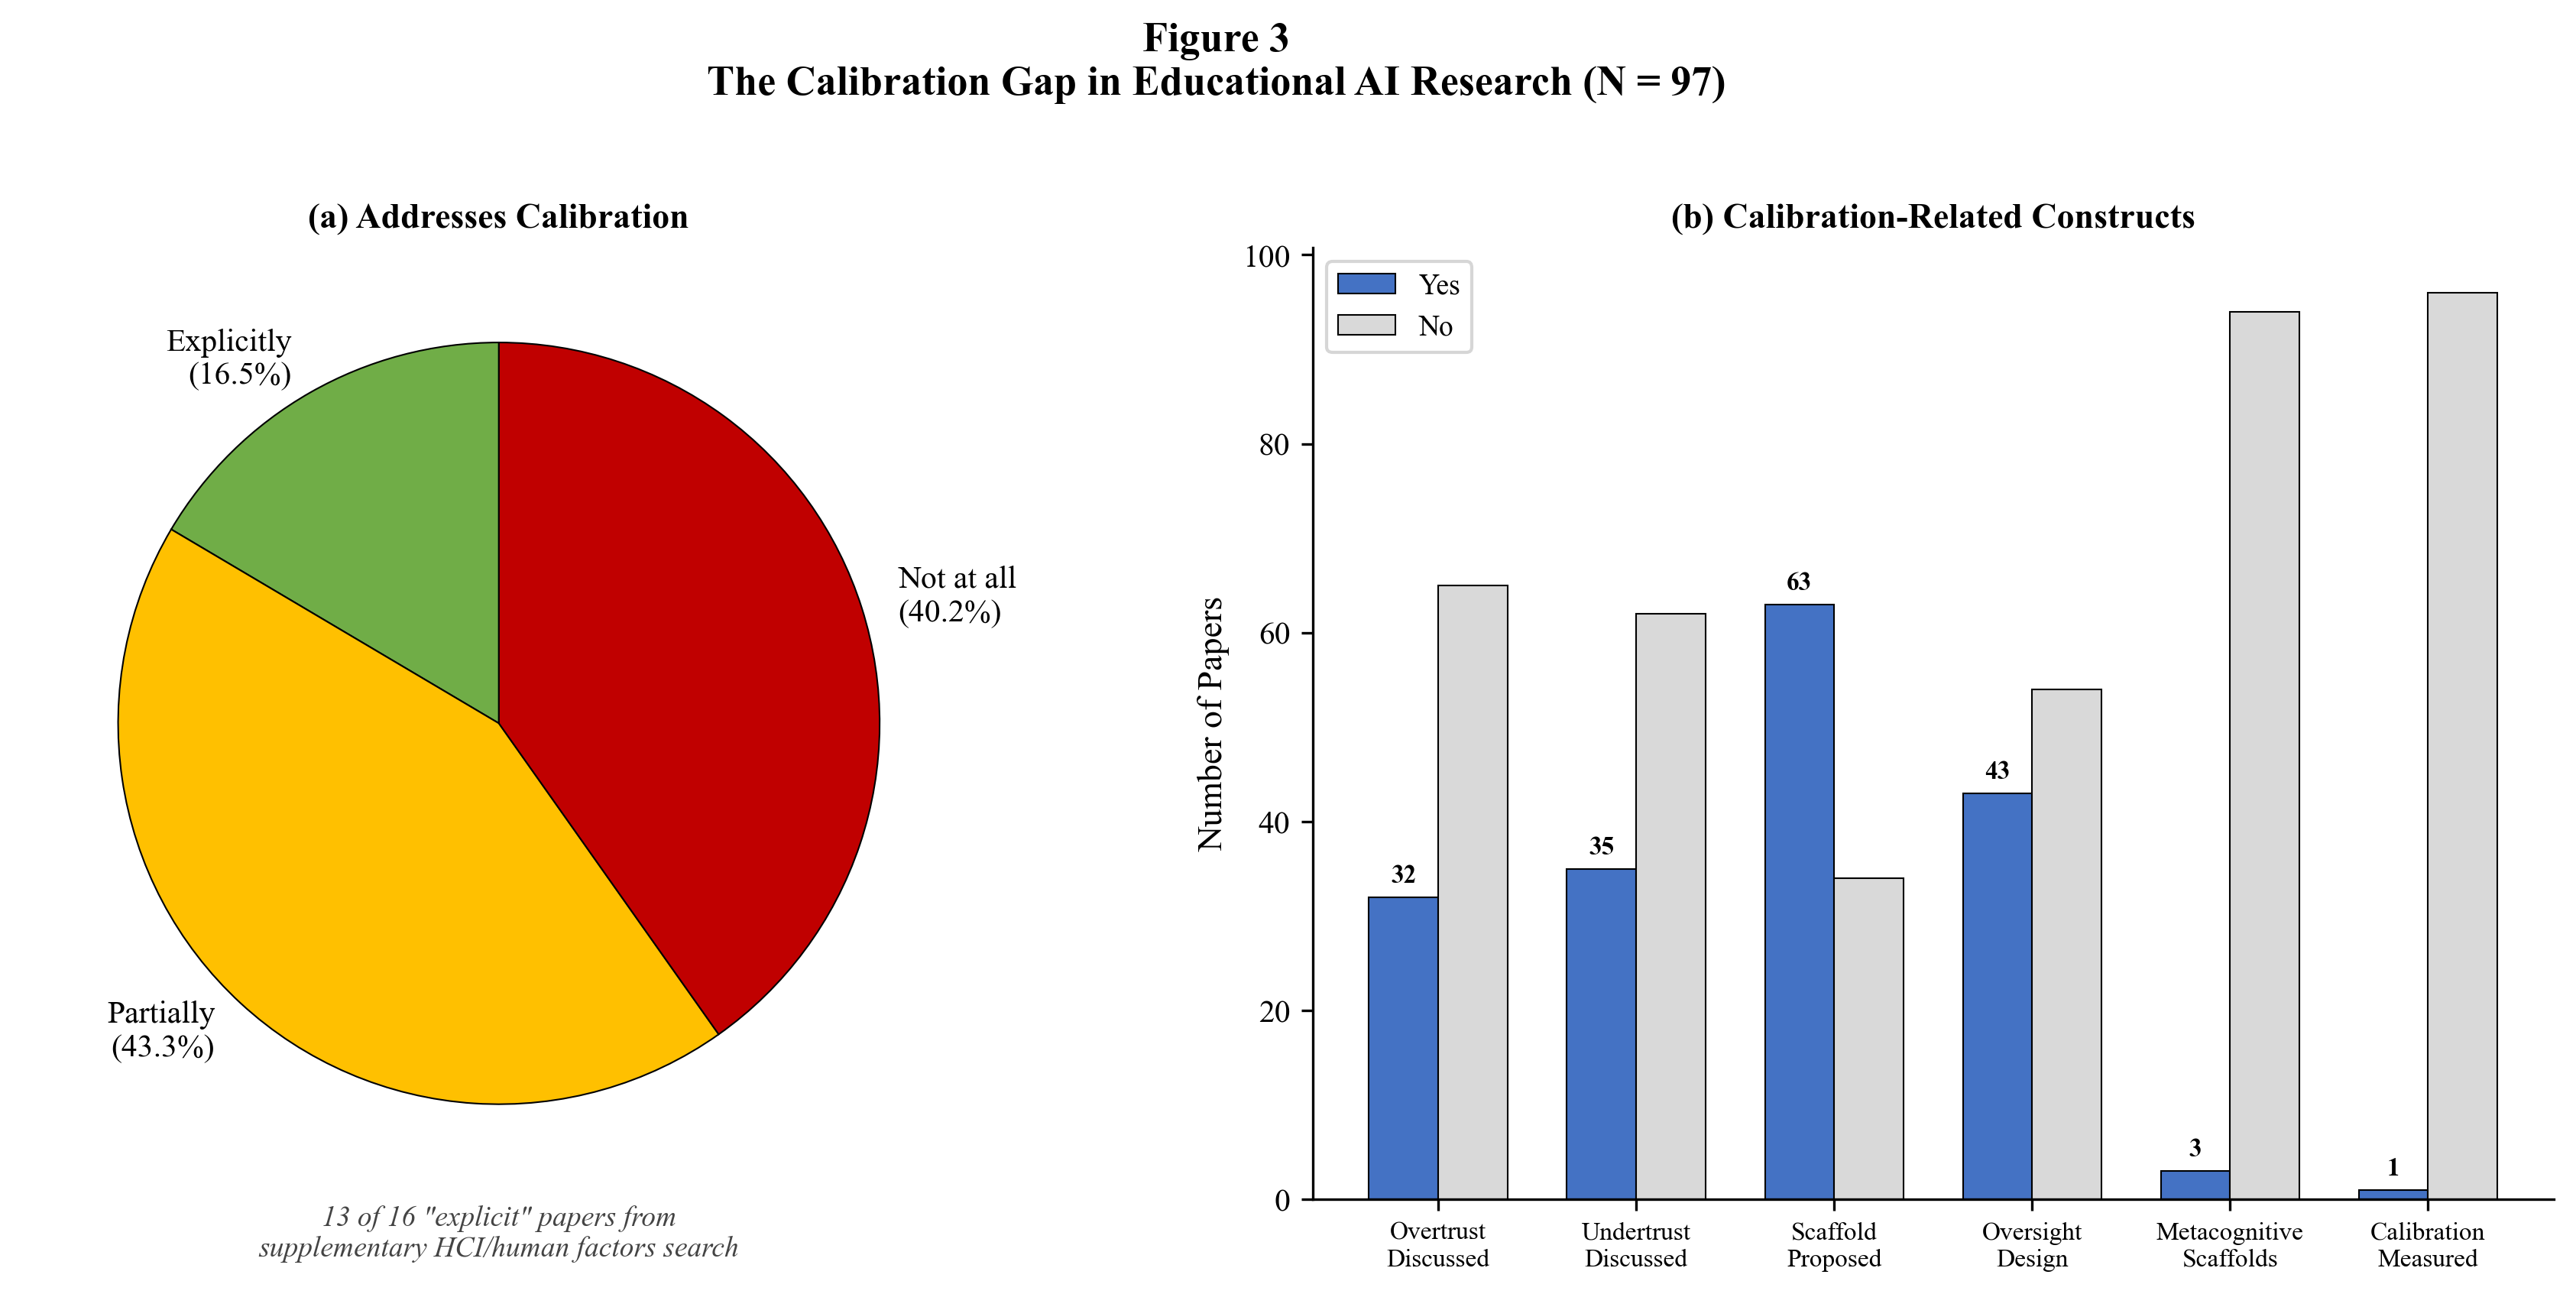 Figure 3
The Calibration Gap in Educational AI Research (N = 97)
(a) Addresses Calibration
Explicitly
(16.5%)
Not at all
(40.2%)
Partially
(43.3%)
13 of 16 "explicit" papers from
supplementary HCI/human factors search
(b) Calibration-Related Constructs
Yes
No
Number of Papers
100
80
60
40
20
0
32
35
63
43
3
1
Overtrust
Discussed
Undertrust
Discussed
Scaffold
Proposed
Oversight
Design
Metacognitive
Scaffolds
Calibration
Measured